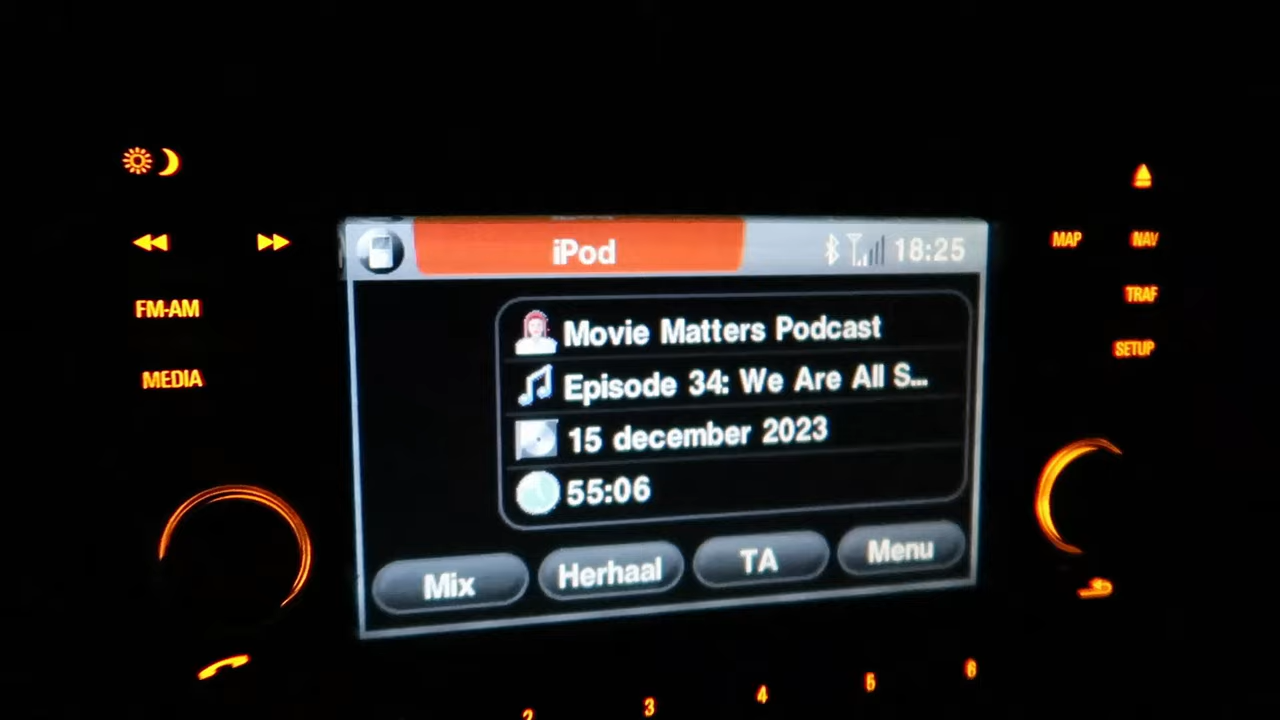 iPod
18:25
MAP NAV
FM-AM
TRAF
MEDIA
SETUP
Movie Matters Podcast
Episode 34: We Are All S...
15 december 2023
55:06
Mix Herhaal TA Menu
2 3 4 5 6